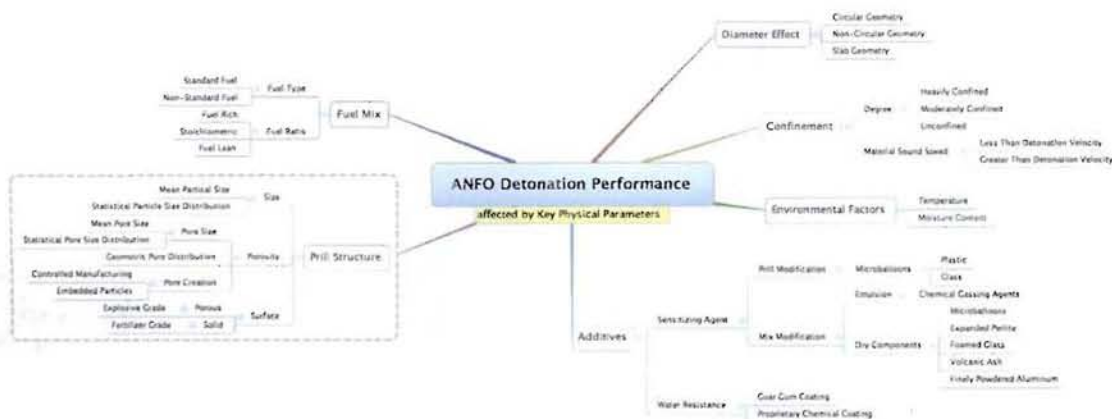 ANFO Detonation Performance
affected by Key Physical Parameters
Fuel Mix
Fuel Type
Standard Fuel
Non-Standard Fuel
Fuel Ratio
Fuel Rich
Stoichiometric
Fuel Lean
Prill Structure
Size
Mean Partical Size
Statistical Particle Size Distribution
Porosity
Pore Size
Mean Pore Size
Statistical Pore Size Distribution
Geometric Pore Distribution
Pore Creation
Controlled Manufacturing
Embedded Particles
Surface
Porous
Explosive Grade
Solid
Fertilizer Grade
Diameter Effect
Circular Geometry
Non-Circular Geometry
Slab Geometry
Confinement
Degree
Heavily Confined
Moderately Confined
Unconfined
Material Sound Speed
Less Than Detonation Velocity
Greater Than Detonation Velocity
Environmental Factors
Temperature
Moisture Content
Additives
Sensitizing Agent
Prill Modification
Microballoons
Plastic
Glass
Mix Modification
Emulsion
Chemical Gassing Agents
Dry Components
Microballoons
Expanded Perlite
Foamed Glass
Volcanic Ash
Finely Powdered Aluminum
Water Resistance
Guar Gum Coating
Proprietary Chemical Coating